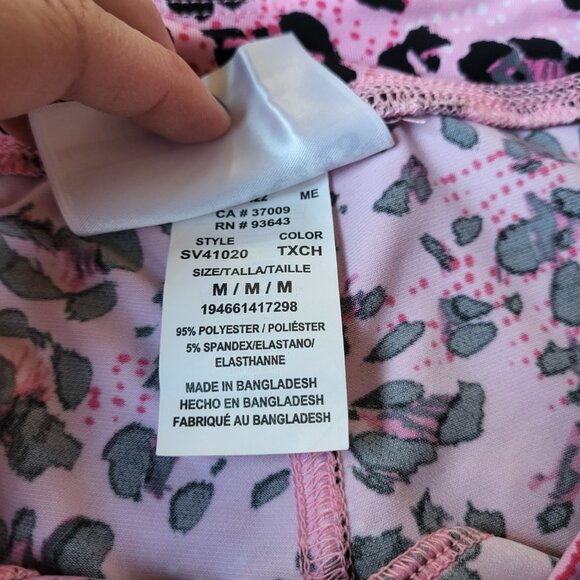 ME
CA # 37009
RN # 93643
STYLE COLOR
SV41020 TXCH
SIZE/TALLA/TAILLE
M / M / M
194661417298
95% POLYESTER / POLIÉSTER
5% SPANDEX/ELASTANO/
ELASTHANNE
MADE IN BANGLADESH
HECHO EN BANGLADESH
FABRIQUÉ AU BANGLADESH